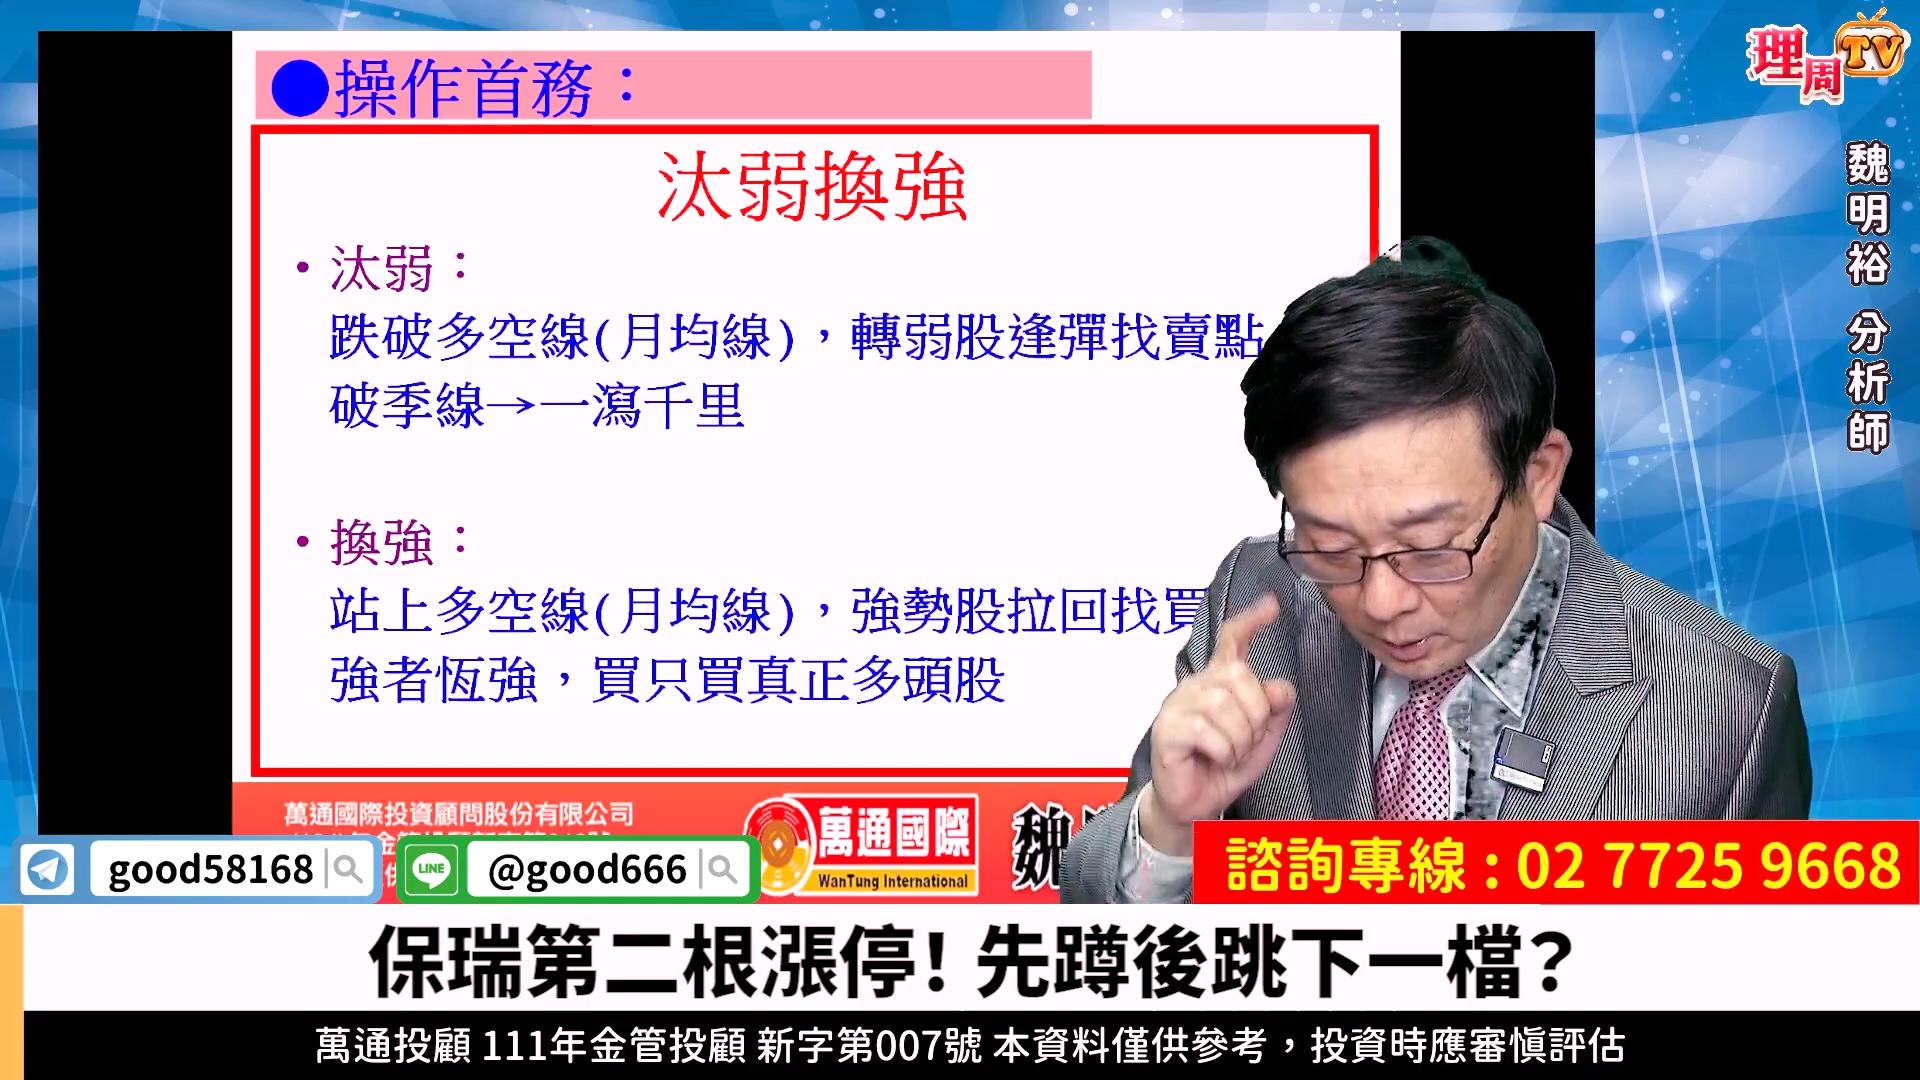 ●操作首務：
汰弱換強
•汰弱：
跌破多空線(月均線)，轉弱股逢彈找賣點
破季線→一瀉千里
•換強：
站上多空線(月均線)，強勢股拉回找買
強者恆強，買只買真正多頭股
理周TV
魏明裕 分析師
萬通國際投資顧問股份有限公司
萬通國際
WanTung International
魏
good58168
LINE
@good666
諮詢專線：02 7725 9668
保瑞第二根漲停！先蹲後跳下一檔？
萬通投顧 111年金管投顧 新字第007號 本資料僅供參考，投資時應審慎評估